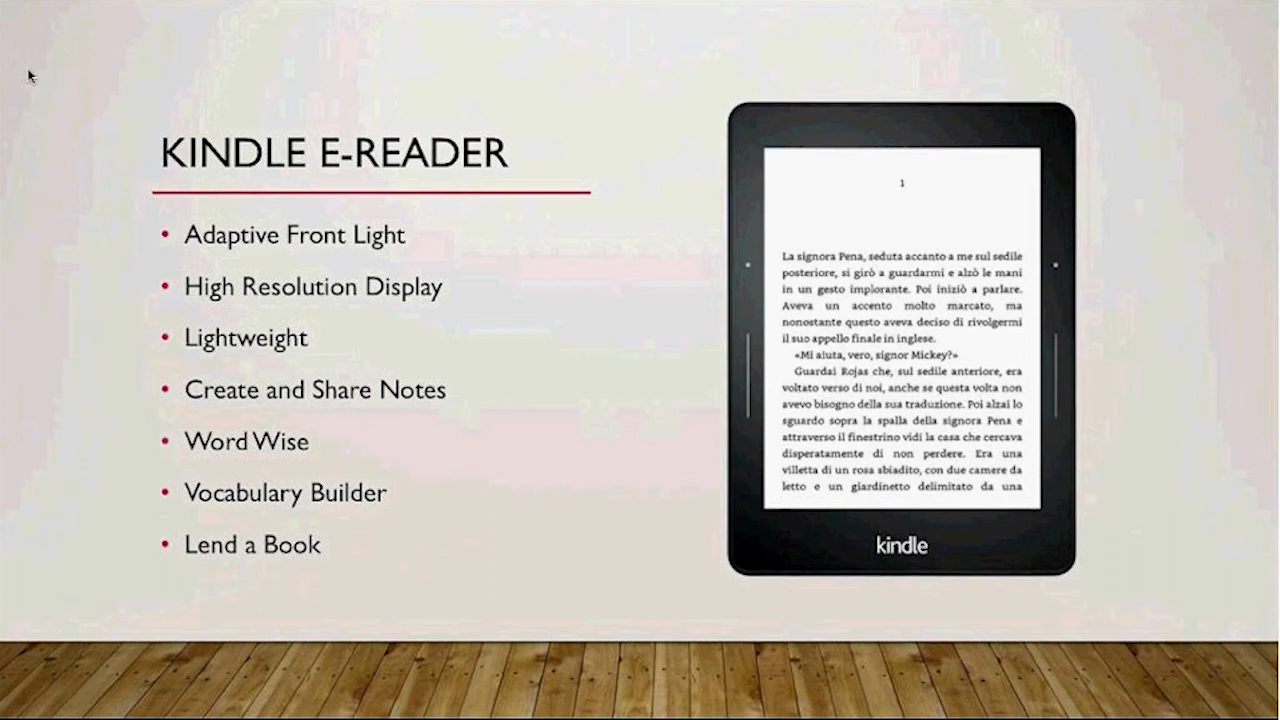 KINDLE E-READER
• Adaptive Front Light
• High Resolution Display
• Lightweight
• Create and Share Notes
• Word Wise
• Vocabulary Builder
• Lend a Book
1
La signora Pena, seduta accanto a me sul sedile
posteriore, si girò a guardarmi e alzò le mani
in un gesto implorante. Poi iniziò a parlare.
Aveva un accento molto marcato, ma
nonostante questo aveva deciso di rivolgermi
il suo appello finale in inglese.
«Mi aiuta, vero, signor Mickey?»
Guardai Rojas che, sul sedile anteriore, era
voltato verso di noi, anche se questa volta non
avevo bisogno della sua traduzione. Poi alzai lo
sguardo sopra la spalla della signora Pena e
attraverso il finestrino vidi la casa che cercava
disperatamente di non perdere. Era una
villetta di un rosa sbiadito, con due camere da
letto e un giardinetto delimitato da una
kindle